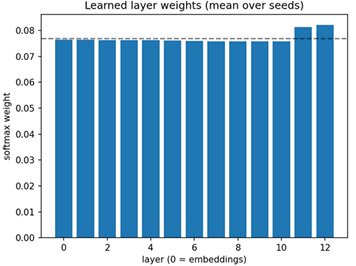 Learned layer weights (mean over seeds)
0.08
0.07
0.06
0.05
0.04
0.03
0.02
0.01
0.00
softmax weight
0 2 4 6 8 10 12
layer (0 = embeddings)